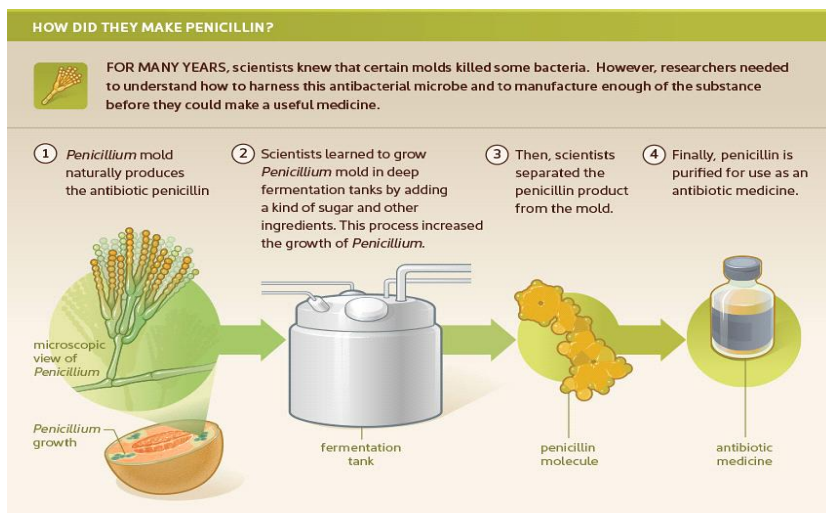 HOW DID THEY MAKE PENICILLIN?
FOR MANY YEARS, scientists knew that certain molds killed some bacteria. However, researchers needed
to understand how to harness this antibacterial microbe and to manufacture enough of the substance
before they could make a useful medicine.
1 Penicillium mold
naturally produces
the antibiotic penicillin
2 Scientists learned to grow
Penicillium mold in deep
fermentation tanks by adding
a kind of sugar and other
ingredients. This process increased
the growth of Penicillium.
3 Then, scientists
separated the
penicillin product
from the mold.
4 Finally, penicillin is
purified for use as an
antibiotic medicine.
microscopic
view of
Penicillium
Penicillium
growth
fermentation
tank
penicillin
molecule
antibiotic
medicine